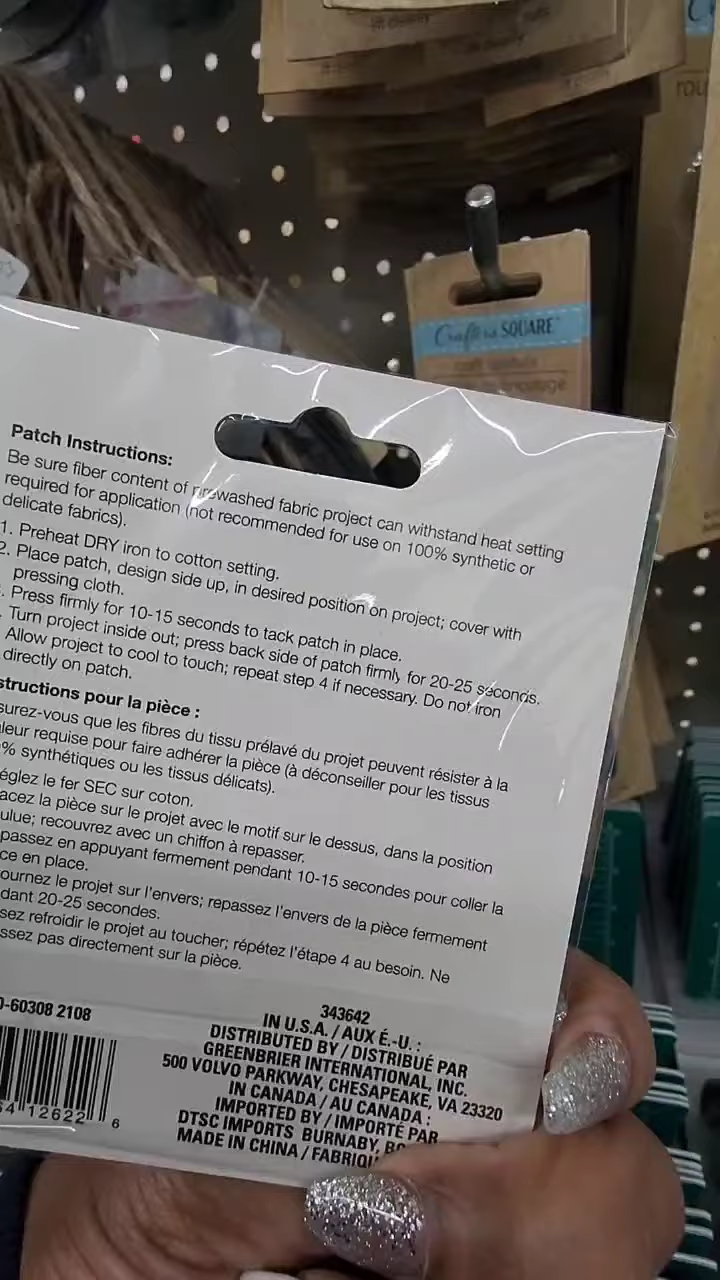 Crafters SQUARE
Patch Instructions:
Be sure fiber content of prewashed fabric project can withstand heat setting
required for application (not recommended for use on 100% synthetic or
delicate fabrics).
1. Preheat DRY iron to cotton setting.
2. Place patch, design side up, in desired position on project; cover with
pressing cloth.
. Press firmly for 10-15 seconds to tack patch in place.
. Turn project inside out; press back side of patch firmly for 20-25 seconds.
Allow project to cool to touch; repeat step 4 if necessary. Do not iron
directly on patch.
structions pour la pièce :
surez-vous que les fibres du tissu prélavé du projet peuvent résister à la
leur requise pour faire adhérer la pièce (à déconseiller pour les tissus
% synthétiques ou les tissus délicats).
églez le fer SEC sur coton.
acez la pièce sur le projet avec le motif sur le dessus, dans la position
ulue; recouvrez avec un chiffon à repasser.
passez en appuyant fermement pendant 10-15 secondes pour coller la
ce en place.
ournez le projet sur l'envers; repassez l'envers de la pièce fermement
dant 20-25 secondes.
sez refroidir le projet au toucher; répétez l'étape 4 au besoin. Ne
ssez pas directement sur la pièce.
0-60308 2108
343642
IN U.S.A. / AUX É.-U. :
DISTRIBUTED BY / DISTRIBUÉ PAR
GREENBRIER INTERNATIONAL, INC.
500 VOLVO PARKWAY, CHESAPEAKE, VA 23320
IN CANADA / AU CANADA :
IMPORTED BY / IMPORTÉ PAR
DTSC IMPORTS BURNABY, BC
MADE IN CHINA / FABRIQU
54 12622 6